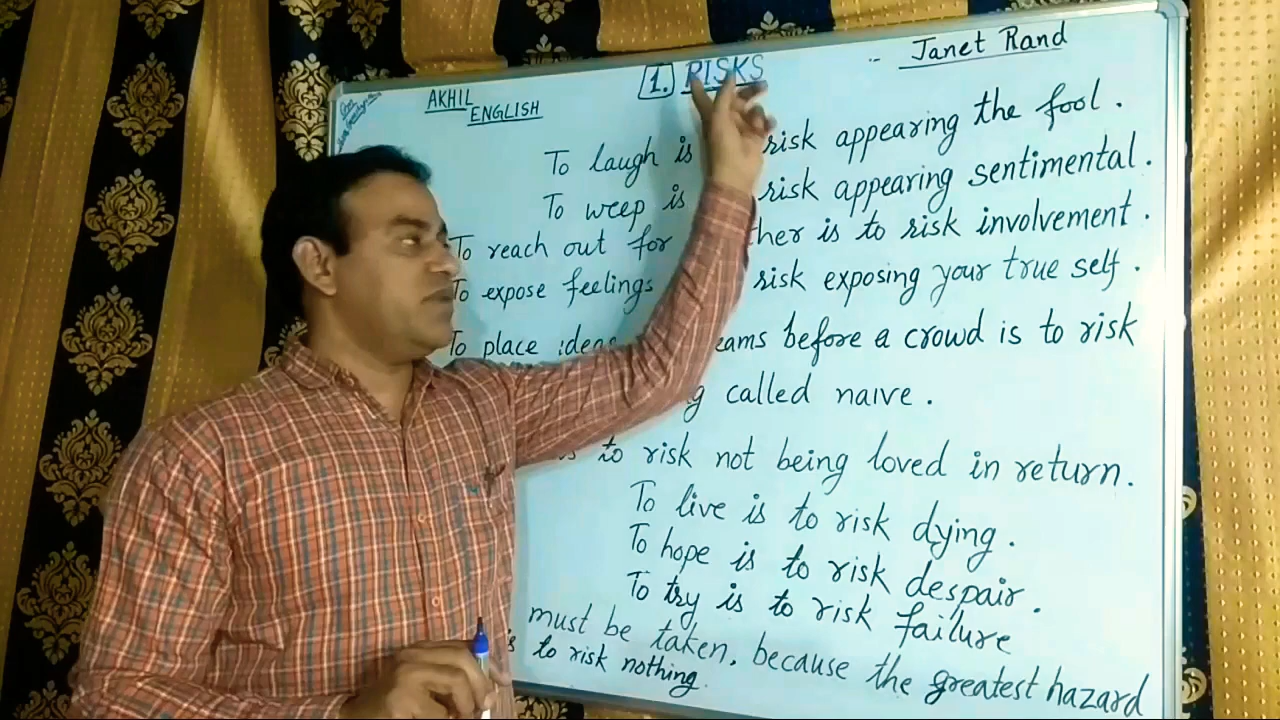 1. RISKS
-- Janet Rand
AKHIL
ENGLISH
To laugh is risk appearing the fool.
To weep is risk appearing sentimental.
To reach out for ther is to risk involvement.
To expose feelings risk exposing your true self.
To place ideas eams before a crowd is to risk
g called naive.
to risk not being loved in return.
To live is to risk dying.
To hope is to risk despair.
To try is to risk failure
must be taken, because the greatest hazard
s to risk nothing.